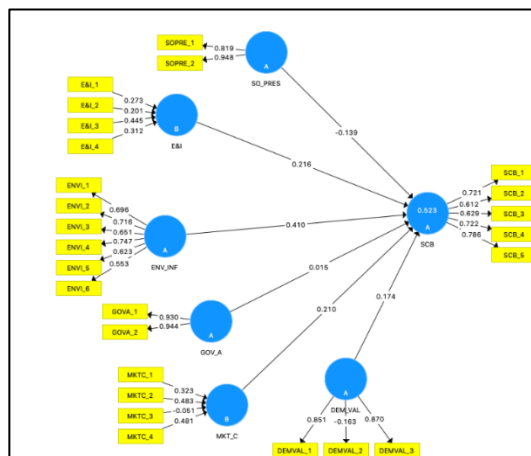 SOPRE_1
0.819
SOPRE_2
0.948
A
SO_PRES
E&I_1
0.273
E&I_2
0.201
E&I_3
0.445
E&I_4
0.312
B
E&I
-0.139
0.216
ENVI_1
0.696
ENVI_2
0.716
ENVI_3
0.651
ENVI_4
0.747
ENVI_5
0.623
ENVI_6
0.553
A
ENV_INF
0.410
0.523
A
SCB
0.721
SCB_1
0.612
SCB_2
0.629
SCB_3
0.722
SCB_4
0.786
SCB_5
GOVA_1
0.930
GOVA_2
0.944
A
GOV_A
0.015
0.210
0.174
MKTC_1
0.323
MKTC_2
0.483
MKTC_3
-0.051
MKTC_4
0.481
B
MKT_C
A
DEM_VAL
0.851
-0.163
0.870
DEMVAL_1
DEMVAL_2
DEMVAL_3